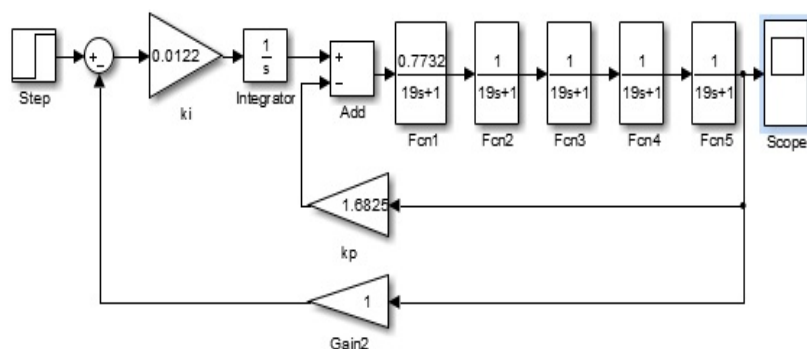 Step
+
−
0.0122
ki
1
s
Integrator
+
−
Add
0.7732
19s+1
Fcn1
1
19s+1
Fcn2
1
19s+1
Fcn3
1
19s+1
Fcn4
1
19s+1
Fcn5
Scope
1.6825
kp
1
Gain2